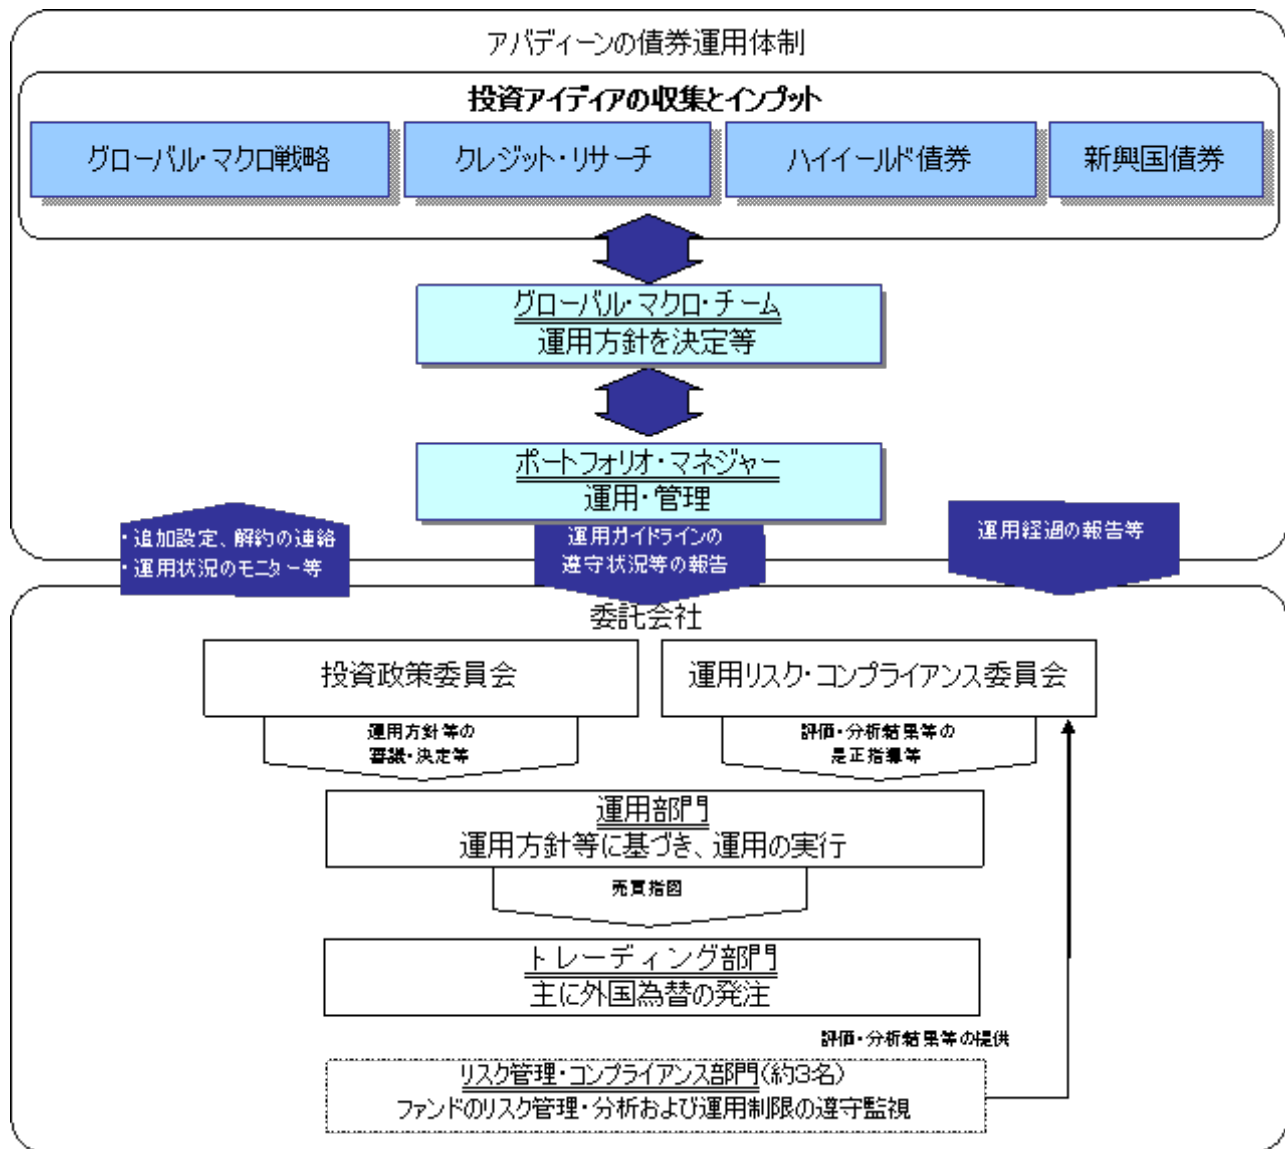 アバディーンの債券運用体制
投資アイディアの収集とインプット
グローバル・マクロ戦略
クレジット・リサーチ
ハイイールド債券
新興国債券
グローバル・マクロ・チーム
運用方針を決定等
ポートフォリオ・マネジャー
運用・管理
・追加設定、解約の連絡
・運用状況のモニター等
運用ガイドラインの
遵守状況等の報告
運用経過の報告等
委託会社
投資政策委員会
運用リスク・コンプライアンス委員会
運用方針等の
審議・決定等
評価・分析結果等の
是正指導等
運用部門
運用方針等に基づき、運用の実行
売買指図
トレーディング部門
主に外国為替の発注
評価・分析結果等の提供
リスク管理・コンプライアンス部門(約3名)
ファンドのリスク管理・分析および運用制限の遵守監視